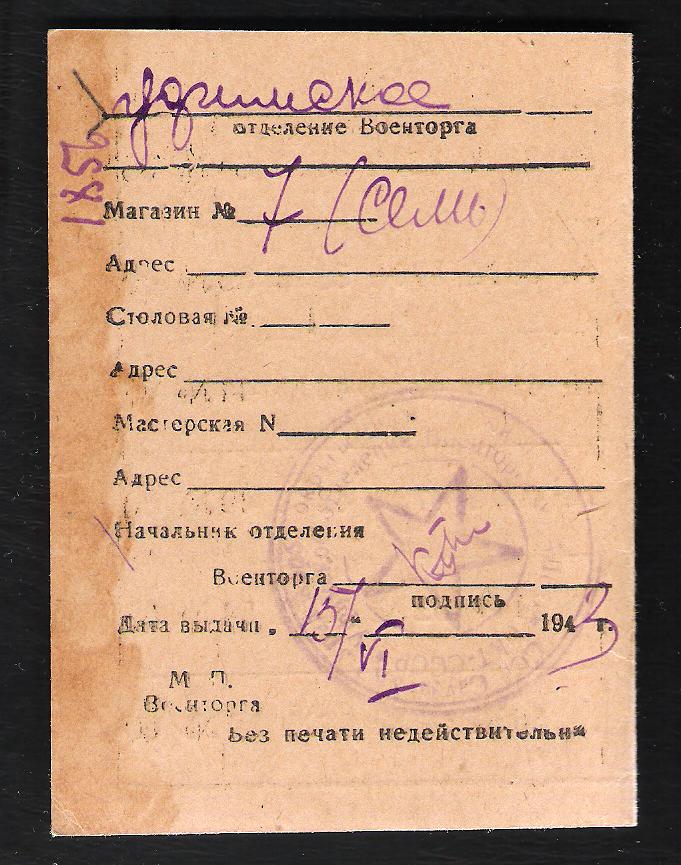 1856
отделение Военторга
Магазин № 7 (Семь)
Адрес
Столовая №
Адрес
Мастерская N
Адрес
Начальник отделения
Военторга
подпись
Дата выдачи „ 15 “ VI 1943 г.
М. П.
Военторга
Без печати недействительна